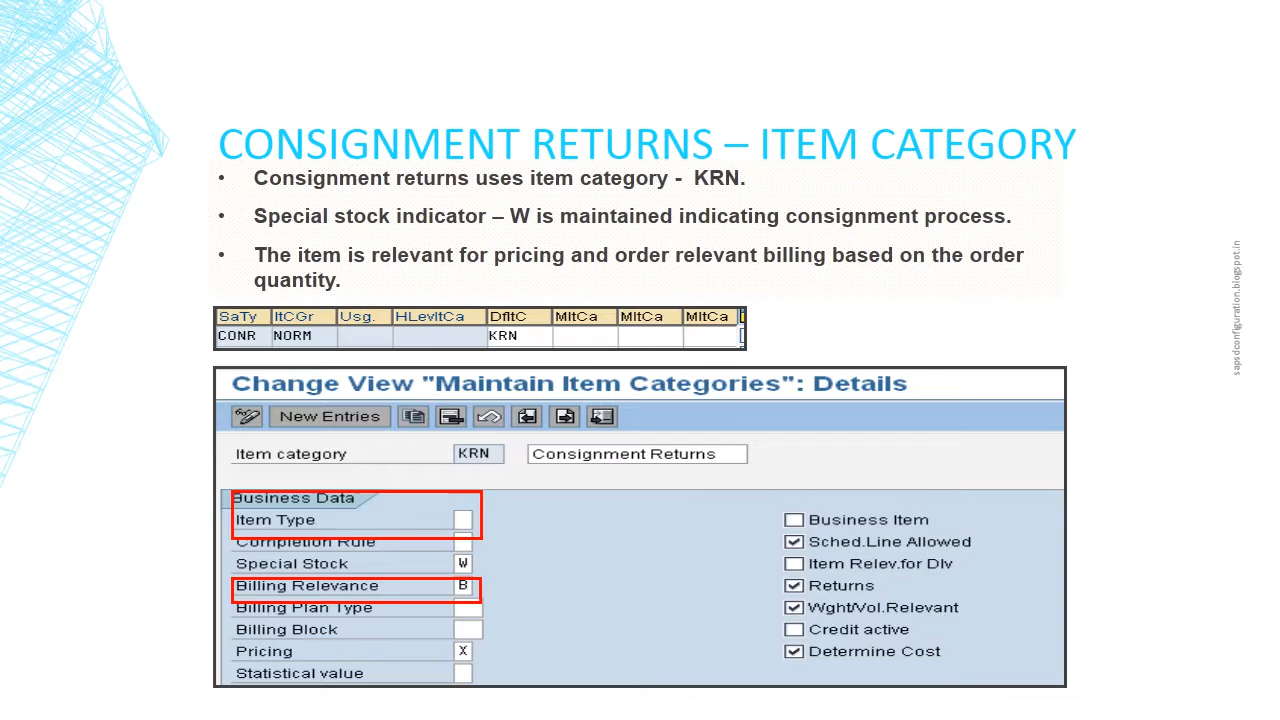 CONSIGNMENT RETURNS – ITEM CATEGORY
• Consignment returns uses item category - KRN.
• Special stock indicator – W is maintained indicating consignment process.
• The item is relevant for pricing and order relevant billing based on the order
quantity.
SaTy ItCGr Usg. HLevItCa DfItC MItCa MItCa MItCa
CONR NORM KRN
Change View "Maintain Item Categories": Details
New Entries
Item category KRN Consignment Returns
Business Data
Item Type Business Item
Completion Rule Sched.Line Allowed
Special Stock W Item Relev.for Dlv
Billing Relevance B Returns
Billing Plan Type Wght/Vol.Relevant
Billing Block Credit active
Pricing X Determine Cost
Statistical value
sapsdconfiguration.blogspot.in